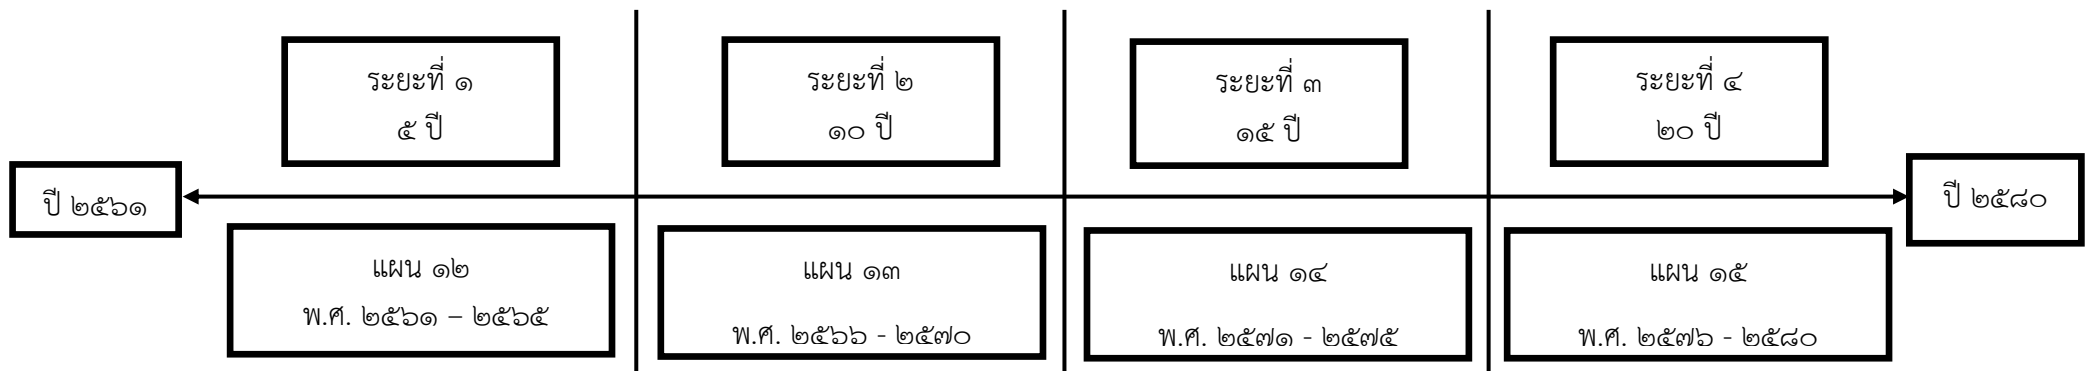 ระยะที่ ๑
๕ ปี
ระยะที่ ๒
๑๐ ปี
ระยะที่ ๓
๑๕ ปี
ระยะที่ ๔
๒๐ ปี
ปี ๒๕๖๑
ปี ๒๕๘๐
แผน ๑๒
พ.ศ. ๒๕๖๑ – ๒๕๖๕
แผน ๑๓
พ.ศ. ๒๕๖๖ - ๒๕๗๐
แผน ๑๔
พ.ศ. ๒๕๗๑ - ๒๕๗๕
แผน ๑๕
พ.ศ. ๒๕๗๖ - ๒๕๘๐